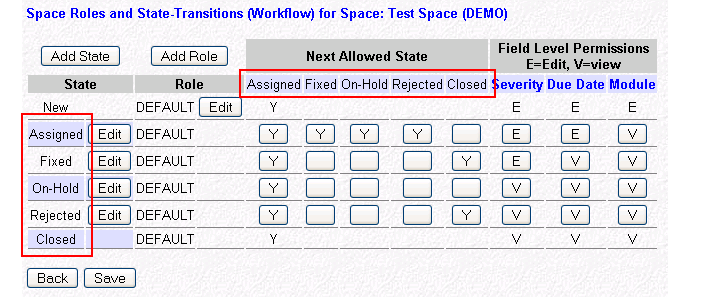 Space Roles and State-Transitions (Workflow) for Space: Test Space (DEMO)
Add State Add Role Next Allowed State Field Level Permissions
E=Edit, V=view
State Role Assigned Fixed On-Hold Rejected Closed Severity Due Date Module
New DEFAULT Edit Y E E E
Assigned Edit DEFAULT Y Y Y Y E E V
Fixed Edit DEFAULT Y Y E V V
On-Hold Edit DEFAULT Y V V V
Rejected Edit DEFAULT Y Y V V V
Closed DEFAULT Y V V V
Back Save